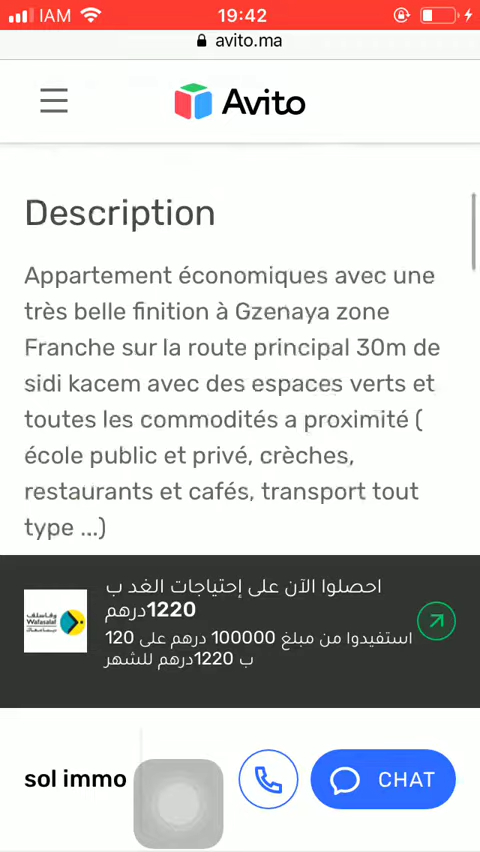 IAM
19:42
avito.ma
Avito
Description
Appartement économiques avec une
très belle finition à Gzenaya zone
Franche sur la route principal 30m de
sidi kacem avec des espaces verts et
toutes les commodités a proximité (
école public et privé, crèches,
restaurants et cafés, transport tout
type ...)
احصلوا الآن على إحتياجات الغد ب
1220درهم
استفيدوا من مبلغ 100000 درهم على 120
ب 1220درهم للشهر
وفاسلف
Wafasalaf
sol immo
CHAT